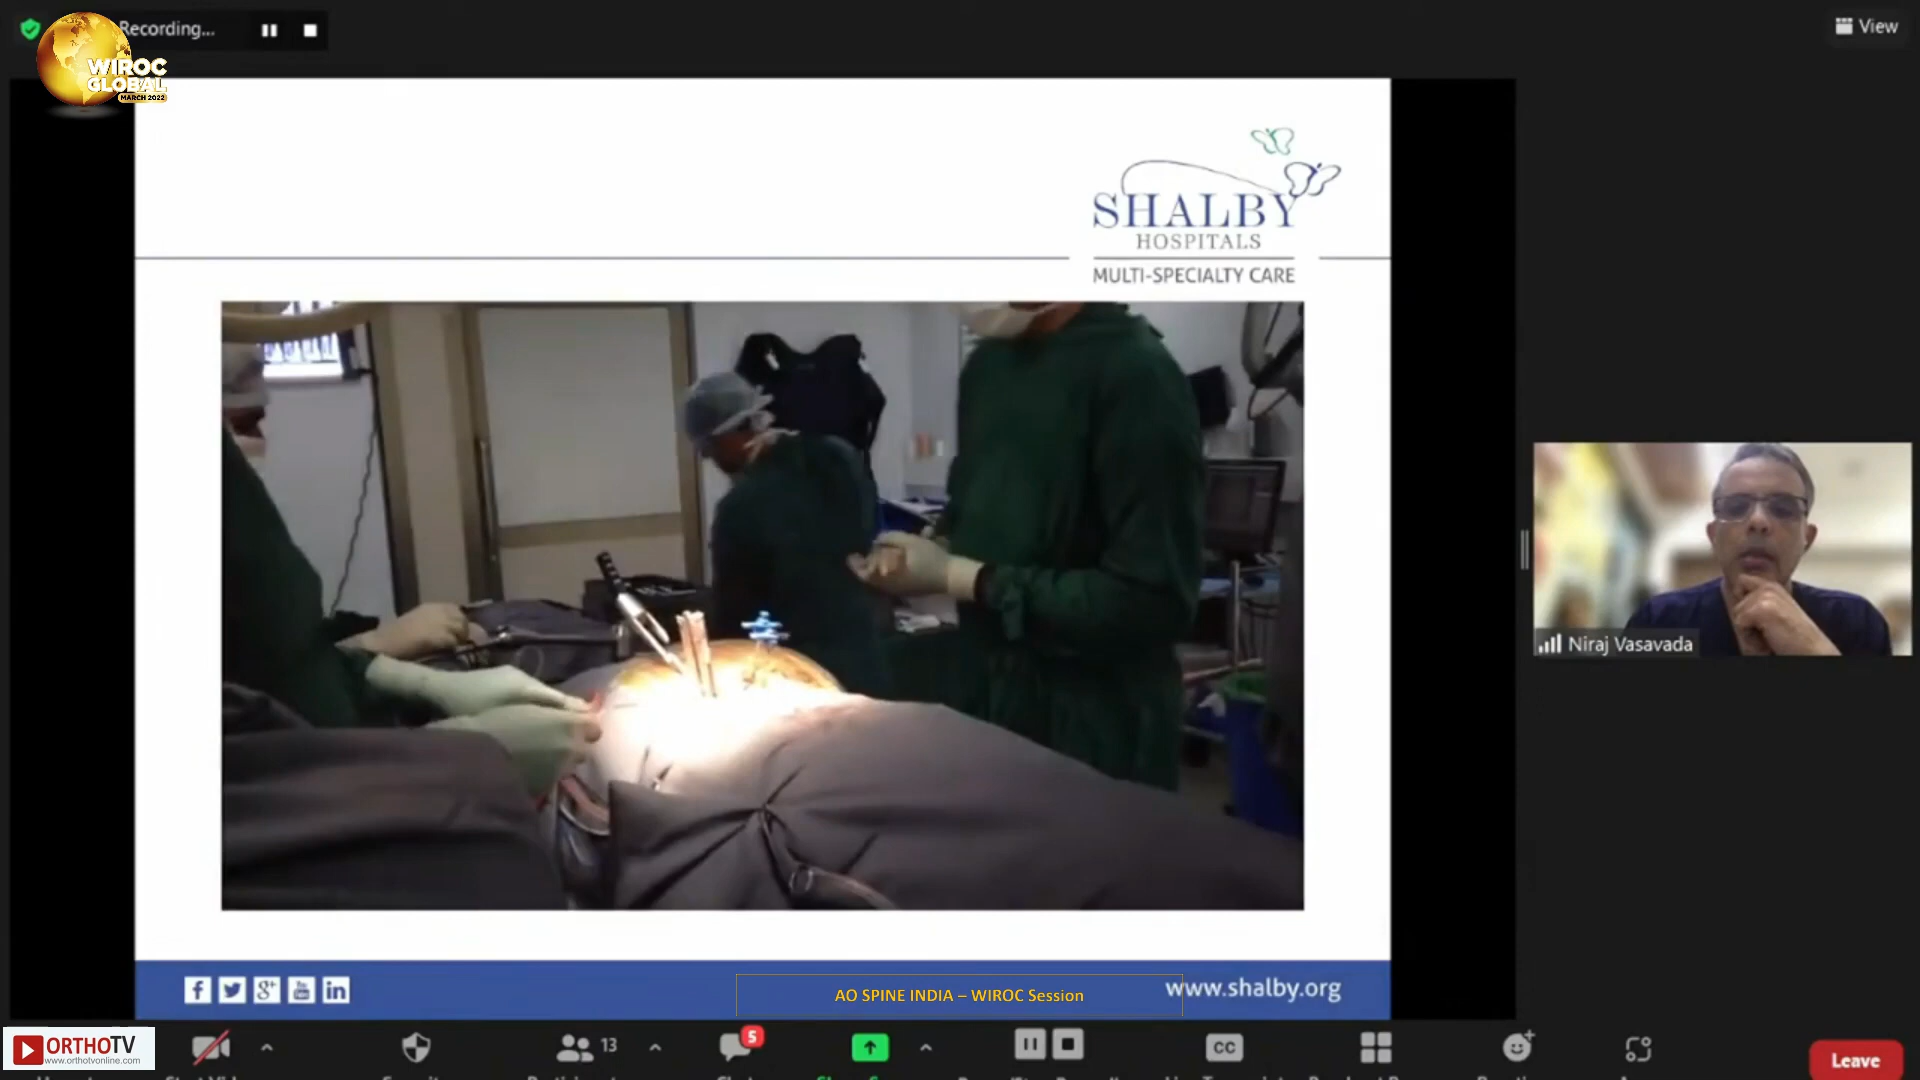 Recording...
View
WIROC
GLOBAL
MARCH 2022
SHALBY
HOSPITALS
MULTI-SPECIALTY CARE
Niraj Vasavada
AO SPINE INDIA – WIROC Session
www.shalby.org
ORTHOTV
www.orthotvonline.com
13
5
CC
Leave